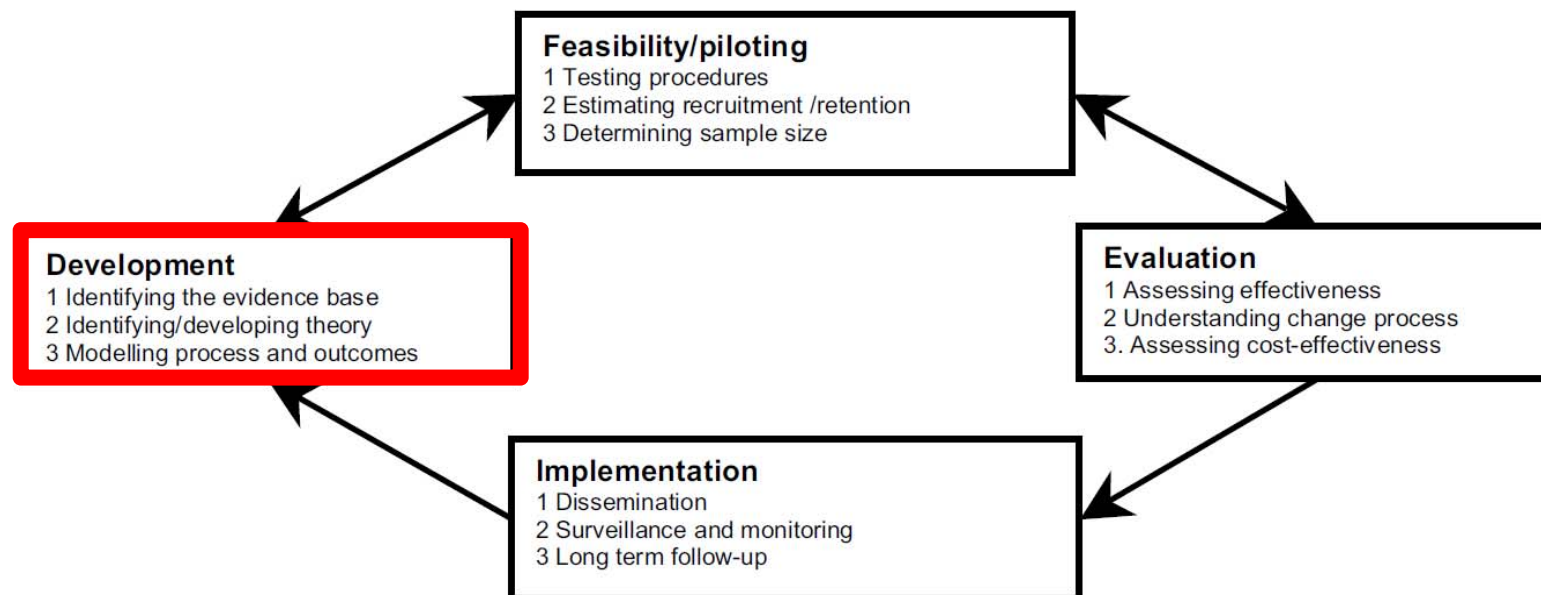 Feasibility/piloting
1 Testing procedures
2 Estimating recruitment /retention
3 Determining sample size
Development
1 Identifying the evidence base
2 Identifying/developing theory
3 Modelling process and outcomes
Evaluation
1 Assessing effectiveness
2 Understanding change process
3. Assessing cost-effectiveness
Implementation
1 Dissemination
2 Surveillance and monitoring
3 Long term follow-up